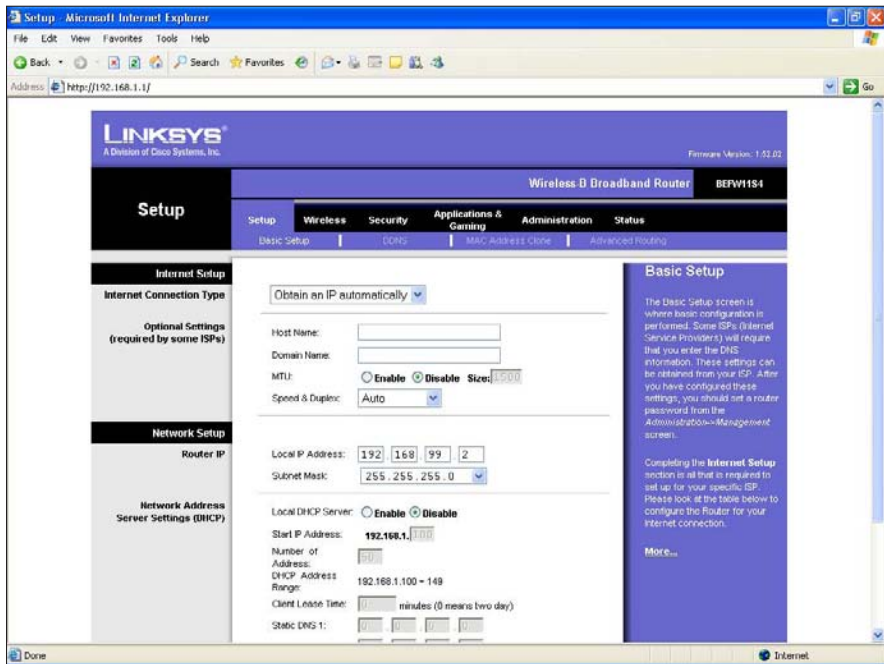 Setup - Microsoft Internet Explorer
File Edit View Favorites Tools Help
Back Search Favorites
Address http://192.168.1.1/ Go
LINKSYS®
A Division of Cisco Systems, Inc.
Firmware Version: 1.52.02
Wireless-B Broadband Router BEFW11S4
Setup
Setup Wireless Security Applications & Gaming Administration Status
Basic Setup DDNS MAC Address Clone Advanced Routing
Internet Setup
Internet Connection Type Obtain an IP automatically
Optional Settings
(required by some ISPs)
Host Name:
Domain Name:
MTU: Enable Disable Size: 1500
Speed & Duplex: Auto
Network Setup
Router IP
Local IP Address: 192 . 168 . 99 . 2
Subnet Mask: 255.255.255.0
Network Address
Server Settings (DHCP)
Local DHCP Server: Enable Disable
Start IP Address: 192.168.1. 100
Number of
Address: 50
DHCP Address
Range: 192.168.1.100 ~ 149
Client Lease Time: 0 minutes (0 means two day)
Static DNS 1: 0 . 0 . 0 . 0
Basic Setup
The Basic Setup screen is
where basic configuration is
performed. Some ISPs (Internet
Service Providers) will require
that you enter the DNS
information. These settings can
be obtained from your ISP. After
you have configured these
settings, you should set a router
password from the
Administration->Management
screen.
Completing the Internet Setup
section is all that is required to
set up for your specific ISP.
Please look at the table below to
configure the Router for your
Internet connection.
More...
Done Internet